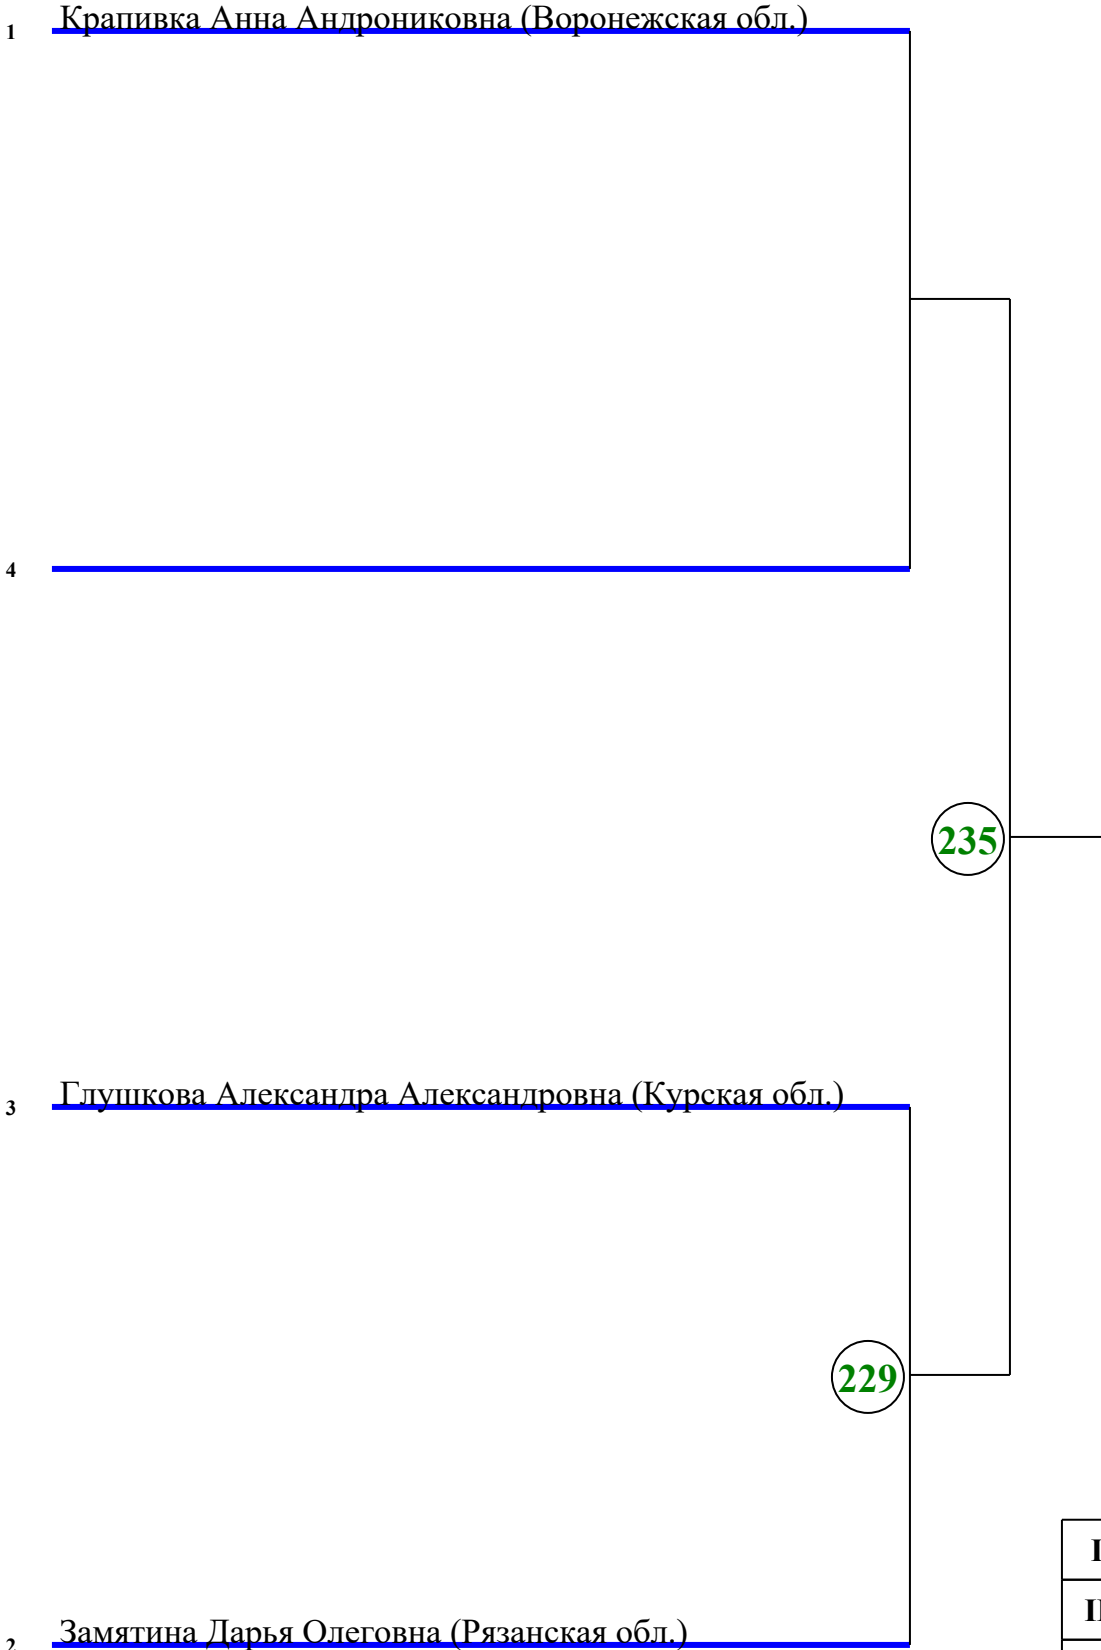 1 Крапивка Анна Андрониковна (Воронежская обл.)
4
235
3 Глушкова Александра Александровна (Курская обл.)
229
I
2 Замятина Дарья Олеговна (Рязанская обл.)